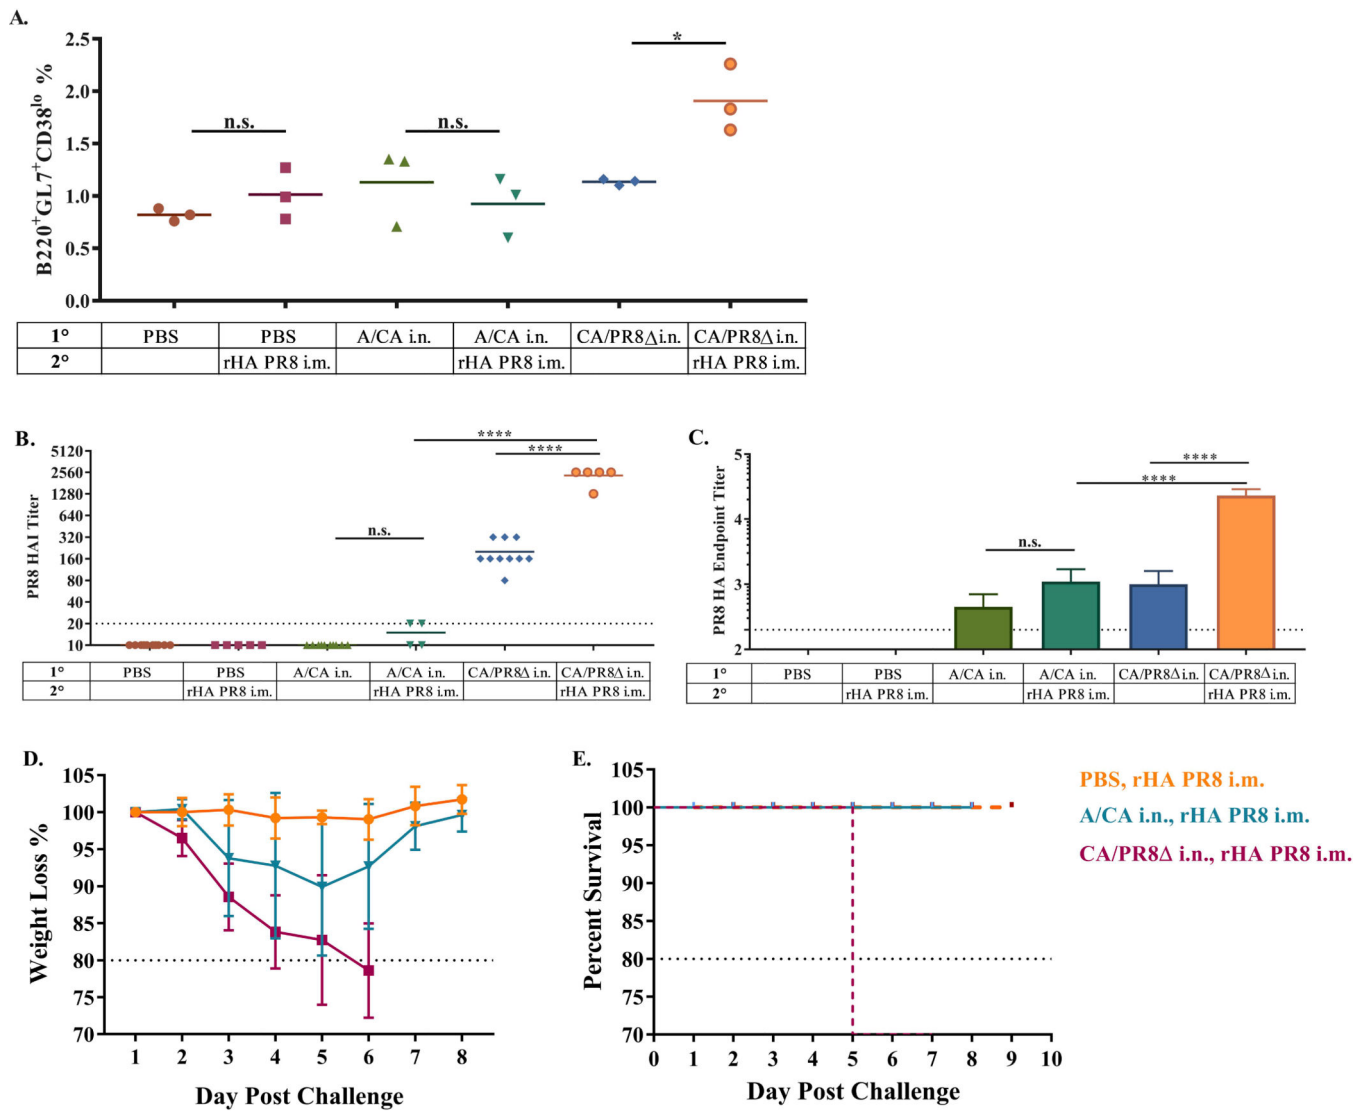 A.
B220+GL7+CD38lo %
2.5
2.0
1.5
1.0
0.5
0.0
n.s.
n.s.
*
1° PBS PBS A/CA i.n. A/CA i.n. CA/PR8Δi.n. CA/PR8Δi.n.
2° rHA PR8 i.m. rHA PR8 i.m. rHA PR8 i.m.
B.
PR8 HAI Titer
5120
2560
1280
640
320
160
80
40
20
10
n.s.
****
****
1° PBS PBS A/CA i.n. A/CA i.n. CA/PR8Δ i.n. CA/PR8Δ i.n.
2° rHA PR8 i.m. rHA PR8 i.m. rHA PR8 i.m.
C.
PR8 HA Endpoint Titer
5
4
3
2
n.s.
****
****
1° PBS PBS A/CA i.n. A/CA i.n. CA/PR8Δ i.n. CA/PR8Δ i.n.
2° rHA PR8 i.m. rHA PR8 i.m. rHA PR8 i.m.
D.
Weight Loss %
105
100
95
90
85
80
75
70
1 2 3 4 5 6 7 8
Day Post Challenge
E.
Percent Survival
105
100
95
90
85
80
75
70
0 1 2 3 4 5 6 7 8 9 10
Day Post Challenge
PBS, rHA PR8 i.m.
A/CA i.n., rHA PR8 i.m.
CA/PR8Δ i.n., rHA PR8 i.m.